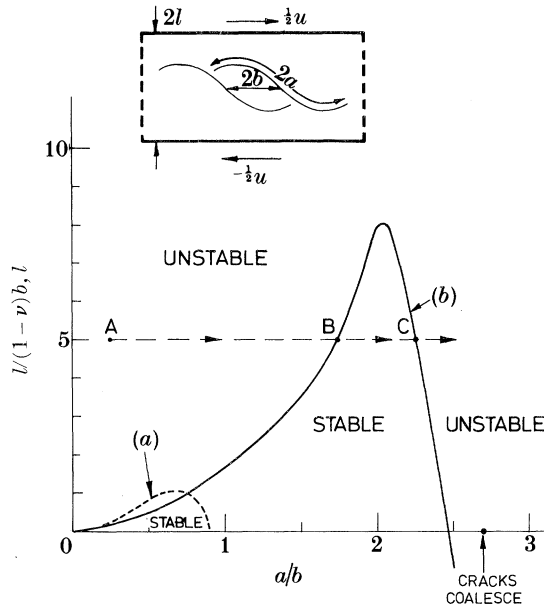 2l
½u
2a
2b
-½u
10
UNSTABLE
(b)
A
B
C
5
l/(1 - ν) b, l
STABLE
UNSTABLE
(a)
STABLE
0
1
2
3
a/b
CRACKS
COALESCE